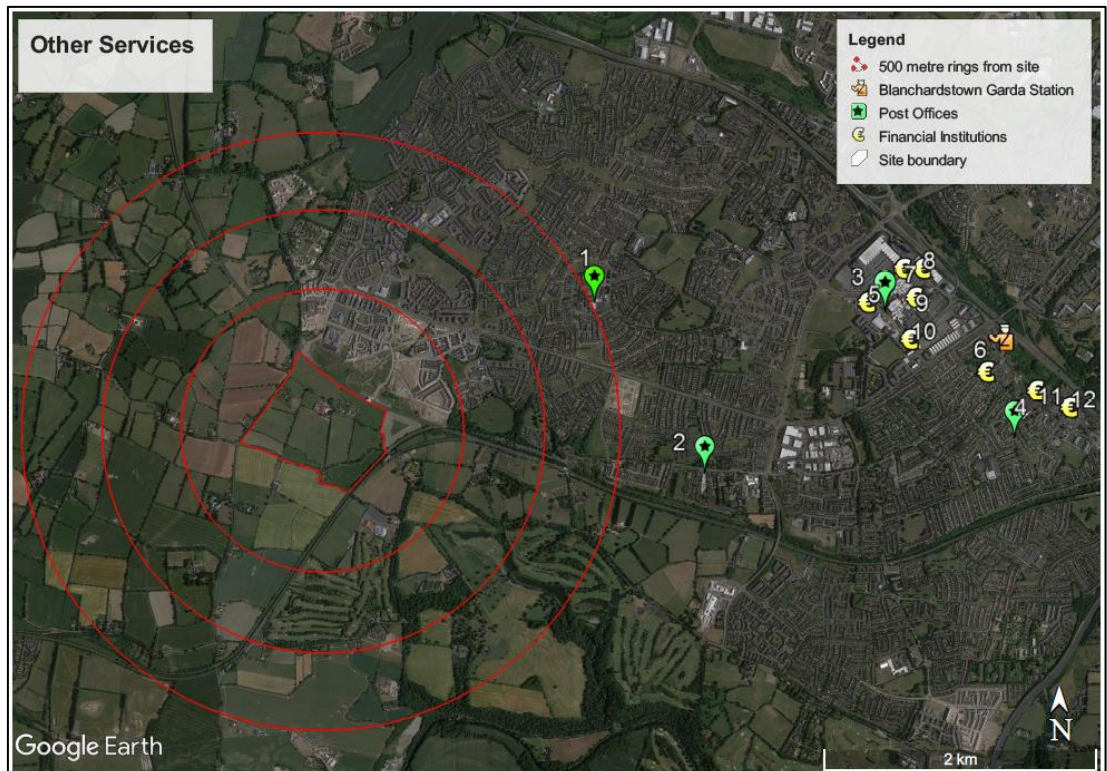 Other Services
Legend
500 metre rings from site
Blanchardstown Garda Station
Post Offices
Financial Institutions
Site boundary
1
2
3
5
7
8
9
10
6
11
12
4
N
Google Earth
2 km